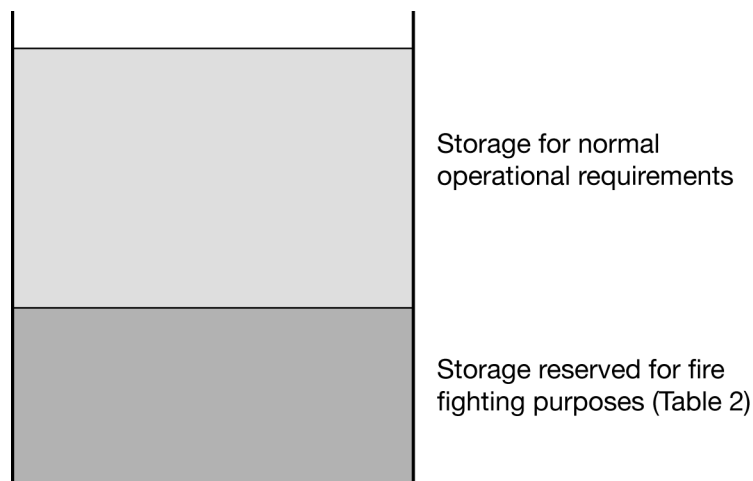 Storage for normal
operational requirements
Storage reserved for fire
fighting purposes (Table 2)